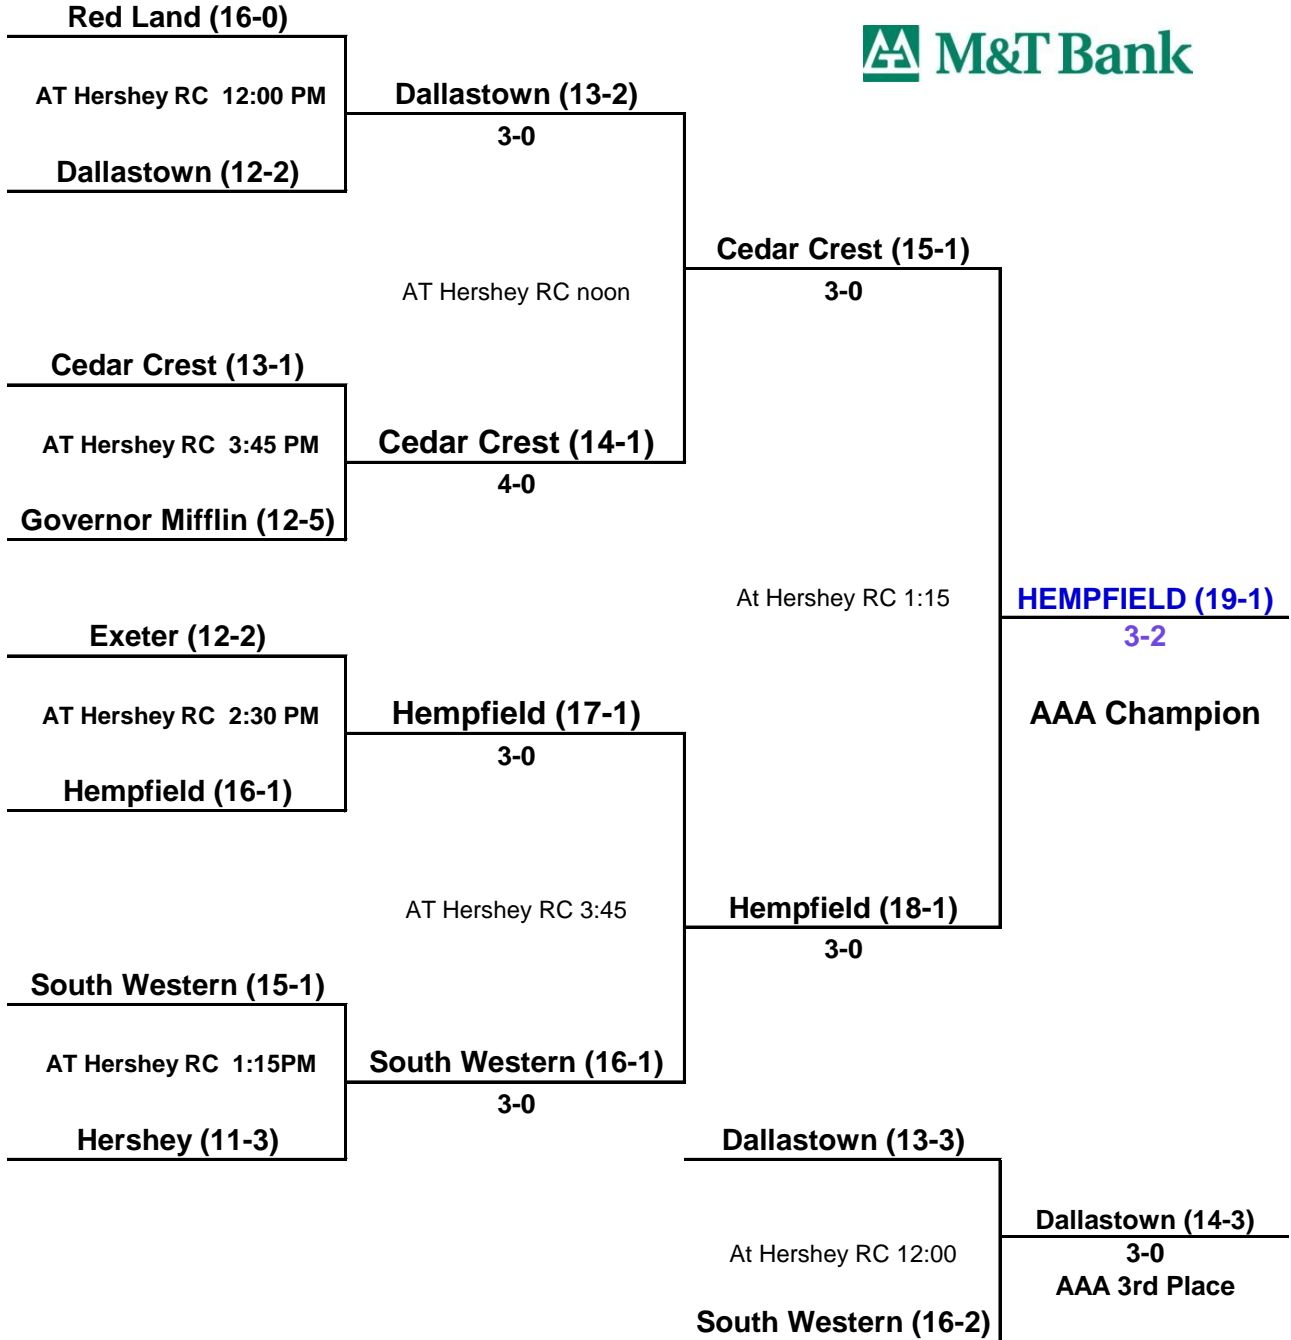 Red Land (16-0)
M&T Bank
AT Hershey RC 12:00 PM
Dallastown (13-2)
3-0
Dallastown (12-2)
Cedar Crest (15-1)
AT Hershey RC noon
3-0
Cedar Crest (13-1)
AT Hershey RC 3:45 PM
Cedar Crest (14-1)
4-0
Governor Mifflin (12-5)
At Hershey RC 1:15
HEMPFIELD (19-1)
Exeter (12-2)
3-2
AT Hershey RC 2:30 PM
Hempfield (17-1)
AAA Champion
3-0
Hempfield (16-1)
AT Hershey RC 3:45
Hempfield (18-1)
3-0
South Western (15-1)
AT Hershey RC 1:15PM
South Western (16-1)
3-0
Hershey (11-3)
Dallastown (13-3)
Dallastown (14-3)
At Hershey RC 12:00
3-0
AAA 3rd Place
South Western (16-2)